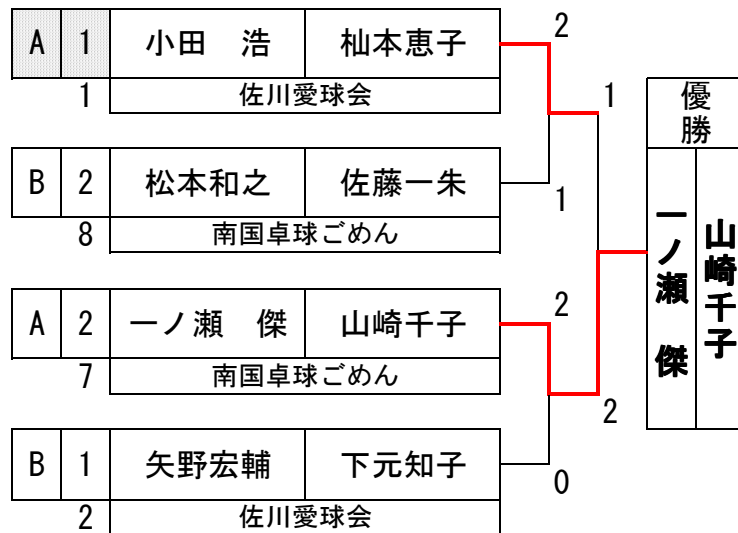 A 1 小田　浩 杣本恵子 2
1 佐川愛球会
1
B 2 松本和之 佐藤一朱 1
8 南国卓球ごめん
A 2 一ノ瀬　傑 山崎千子 2
7 南国卓球ごめん
2
B 1 矢野宏輔 下元知子 0
2 佐川愛球会
優勝
一ノ瀬　傑
山崎千子